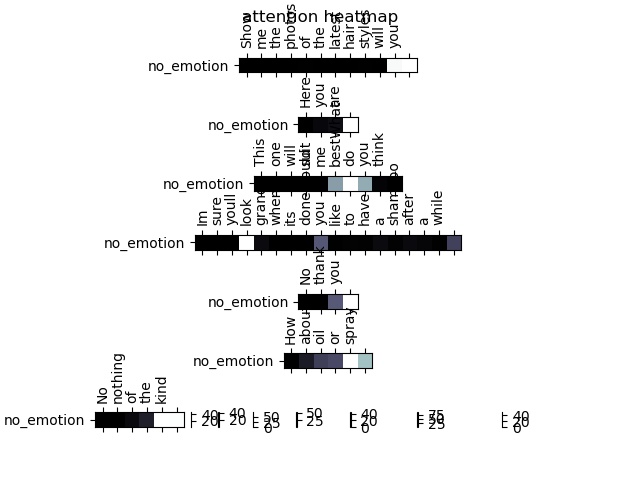 attention heatmap
Show me the photos of the latest hair styles will you
no_emotion
Here you are
no_emotion
This one will suit me best do you think
no_emotion
Im sure youll look grand when its done you like to have a shampoo after a while
no_emotion
No thank you
no_emotion
How about oil or spray
no_emotion
No nothing of the kind
no_emotion
40 20
40 20
50 25 0
50 25
40 20 0
75 50 25
40 20 0